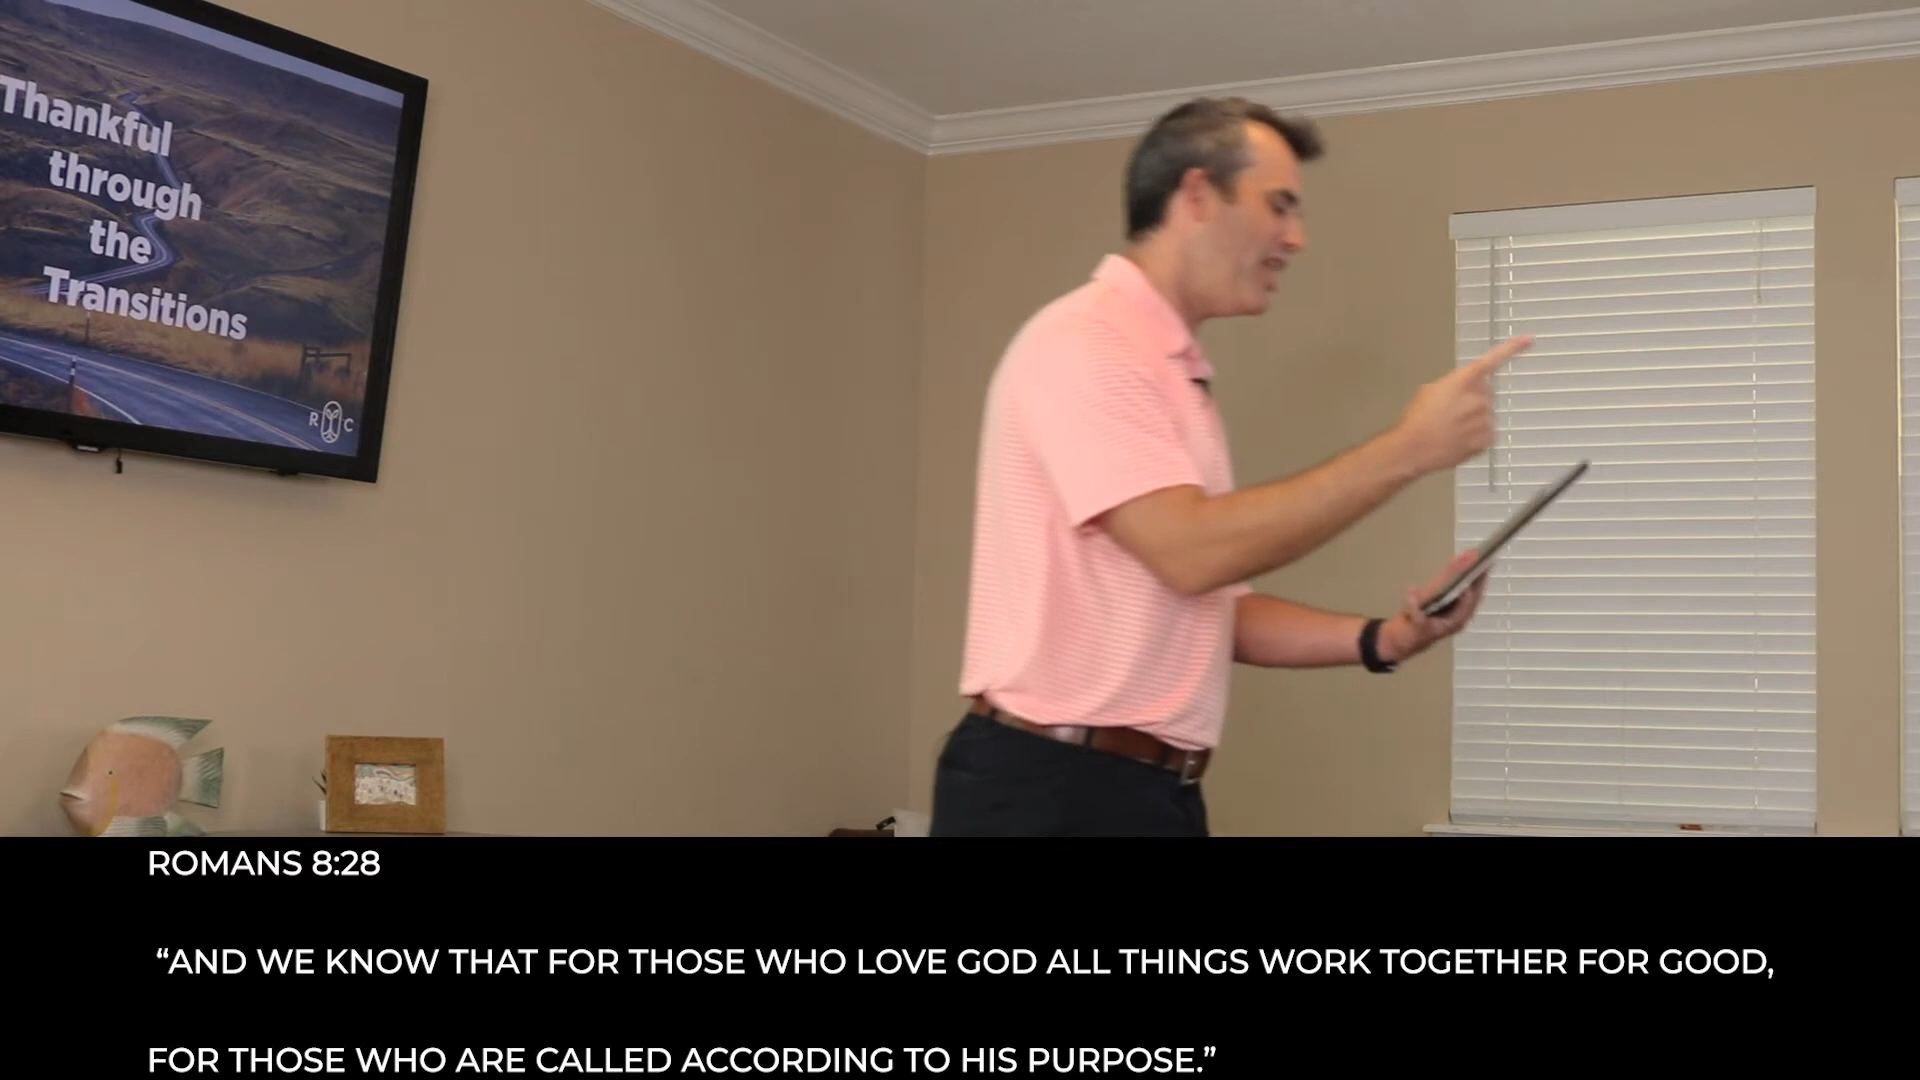 Thankful
through
the
Transitions
R C
ROMANS 8:28
“AND WE KNOW THAT FOR THOSE WHO LOVE GOD ALL THINGS WORK TOGETHER FOR GOOD,
FOR THOSE WHO ARE CALLED ACCORDING TO HIS PURPOSE.”